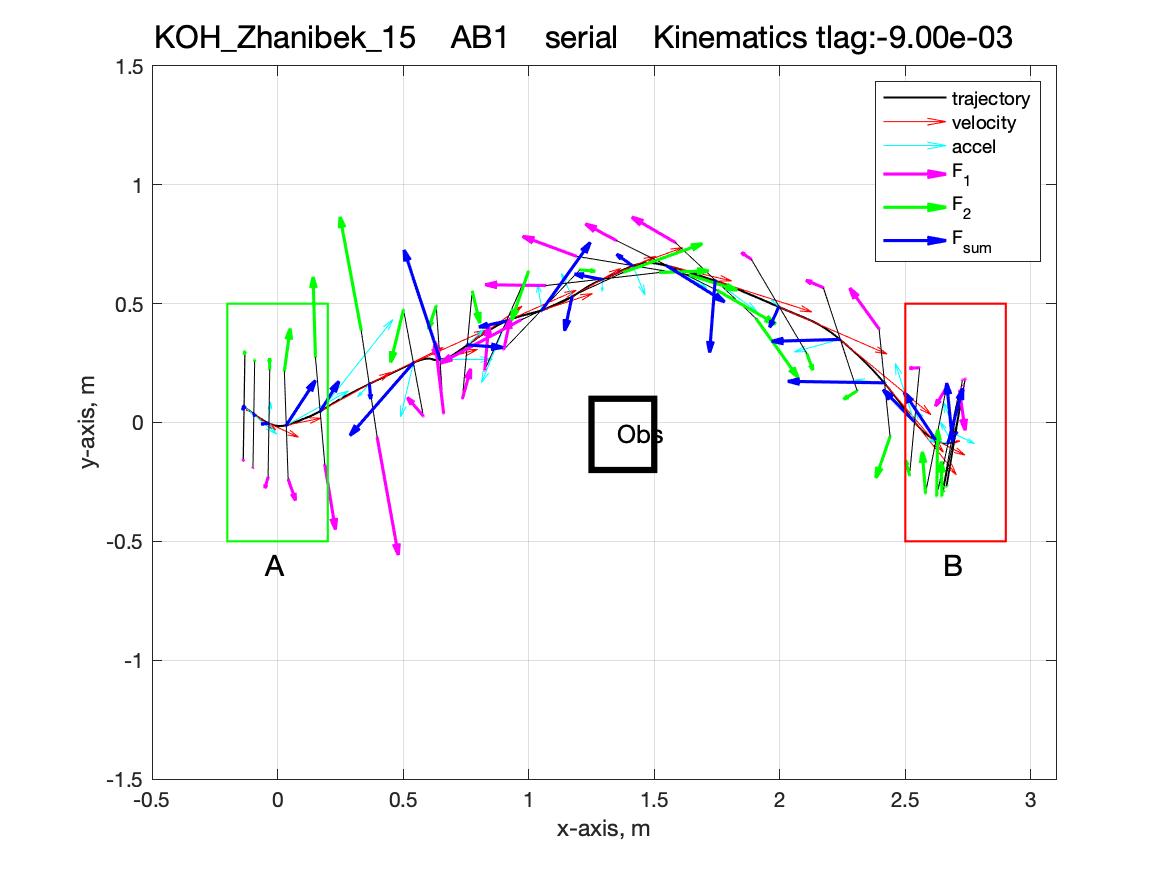 KOH_Zhanibek_15 AB1 serial Kinematics tlag:-9.00e-03
1.5
1
0.5
0
-0.5
-1
-1.5
y-axis, m
trajectory
velocity
accel
F1
F2
Fsum
Obs
A
B
-0.5 0 0.5 1 1.5 2 2.5 3
x-axis, m